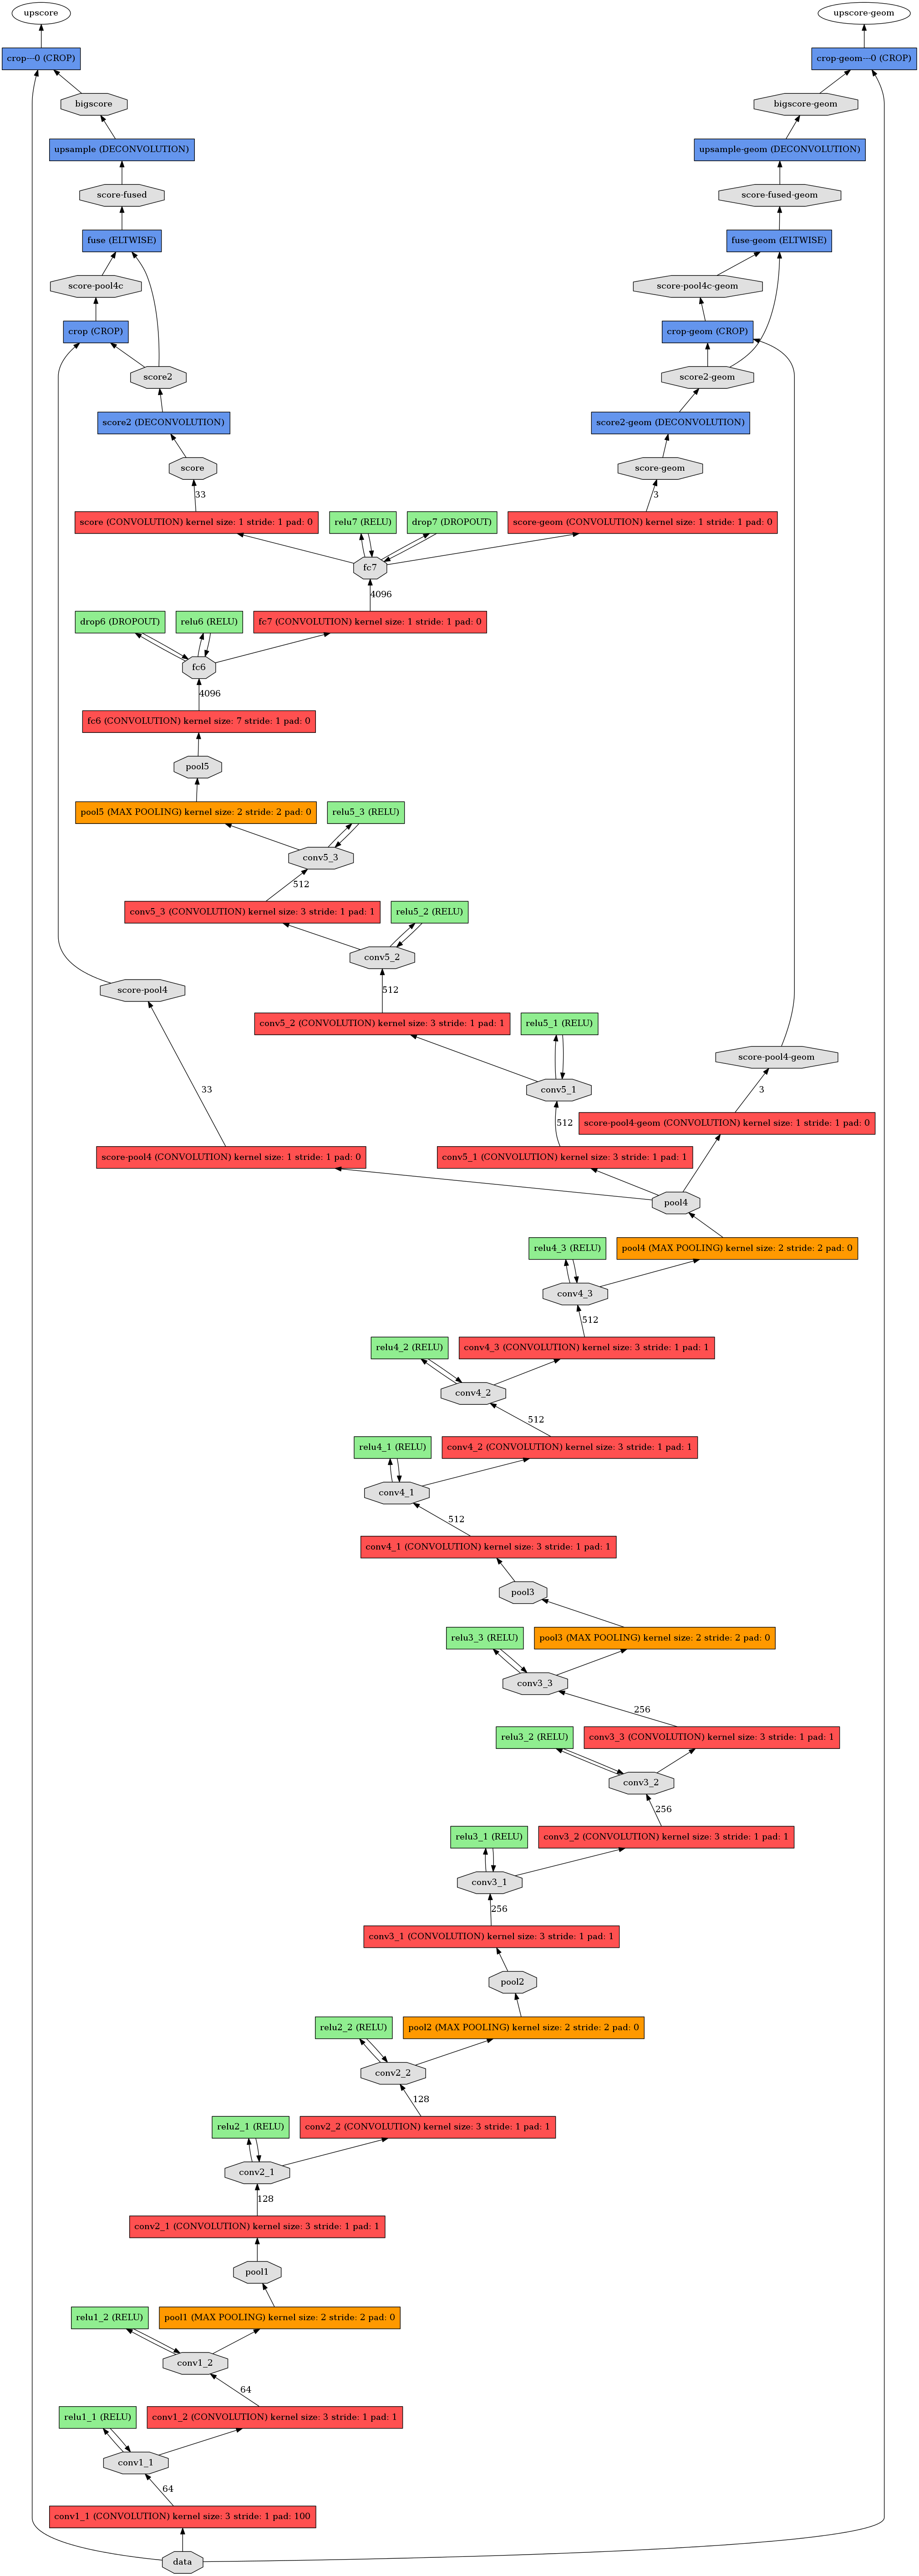 upscore
upscore-geom
crop--0 (CROP)
crop-geom--0 (CROP)
bigscore
bigscore-geom
upsample (DECONVOLUTION)
upsample-geom (DECONVOLUTION)
score-fused
score-fused-geom
fuse (ELTWISE)
fuse-geom (ELTWISE)
score-pool4c
score-pool4c-geom
crop (CROP)
crop-geom (CROP)
score2
score2-geom
score2 (DECONVOLUTION)
score2-geom (DECONVOLUTION)
score
score-geom
33
3
score (CONVOLUTION) kernel size: 1 stride: 1 pad: 0
relu7 (RELU)
drop7 (DROPOUT)
score-geom (CONVOLUTION) kernel size: 1 stride: 1 pad: 0
fc7
4096
drop6 (DROPOUT)
relu6 (RELU)
fc7 (CONVOLUTION) kernel size: 1 stride: 1 pad: 0
fc6
4096
fc6 (CONVOLUTION) kernel size: 7 stride: 1 pad: 0
pool5
pool5 (MAX POOLING) kernel size: 2 stride: 2 pad: 0
relu5_3 (RELU)
conv5_3
512
conv5_3 (CONVOLUTION) kernel size: 3 stride: 1 pad: 1
relu5_2 (RELU)
conv5_2
score-pool4
512
conv5_2 (CONVOLUTION) kernel size: 3 stride: 1 pad: 1
relu5_1 (RELU)
score-pool4-geom
33
conv5_1
3
512
score-pool4-geom (CONVOLUTION) kernel size: 1 stride: 1 pad: 0
score-pool4 (CONVOLUTION) kernel size: 1 stride: 1 pad: 0
conv5_1 (CONVOLUTION) kernel size: 3 stride: 1 pad: 1
pool4
relu4_3 (RELU)
pool4 (MAX POOLING) kernel size: 2 stride: 2 pad: 0
conv4_3
512
relu4_2 (RELU)
conv4_3 (CONVOLUTION) kernel size: 3 stride: 1 pad: 1
conv4_2
512
relu4_1 (RELU)
conv4_2 (CONVOLUTION) kernel size: 3 stride: 1 pad: 1
conv4_1
512
conv4_1 (CONVOLUTION) kernel size: 3 stride: 1 pad: 1
pool3
relu3_3 (RELU)
pool3 (MAX POOLING) kernel size: 2 stride: 2 pad: 0
conv3_3
256
relu3_2 (RELU)
conv3_3 (CONVOLUTION) kernel size: 3 stride: 1 pad: 1
conv3_2
256
relu3_1 (RELU)
conv3_2 (CONVOLUTION) kernel size: 3 stride: 1 pad: 1
conv3_1
256
conv3_1 (CONVOLUTION) kernel size: 3 stride: 1 pad: 1
pool2
relu2_2 (RELU)
pool2 (MAX POOLING) kernel size: 2 stride: 2 pad: 0
conv2_2
128
relu2_1 (RELU)
conv2_2 (CONVOLUTION) kernel size: 3 stride: 1 pad: 1
conv2_1
128
conv2_1 (CONVOLUTION) kernel size: 3 stride: 1 pad: 1
pool1
relu1_2 (RELU)
pool1 (MAX POOLING) kernel size: 2 stride: 2 pad: 0
conv1_2
64
relu1_1 (RELU)
conv1_2 (CONVOLUTION) kernel size: 3 stride: 1 pad: 1
conv1_1
64
conv1_1 (CONVOLUTION) kernel size: 3 stride: 1 pad: 100
data